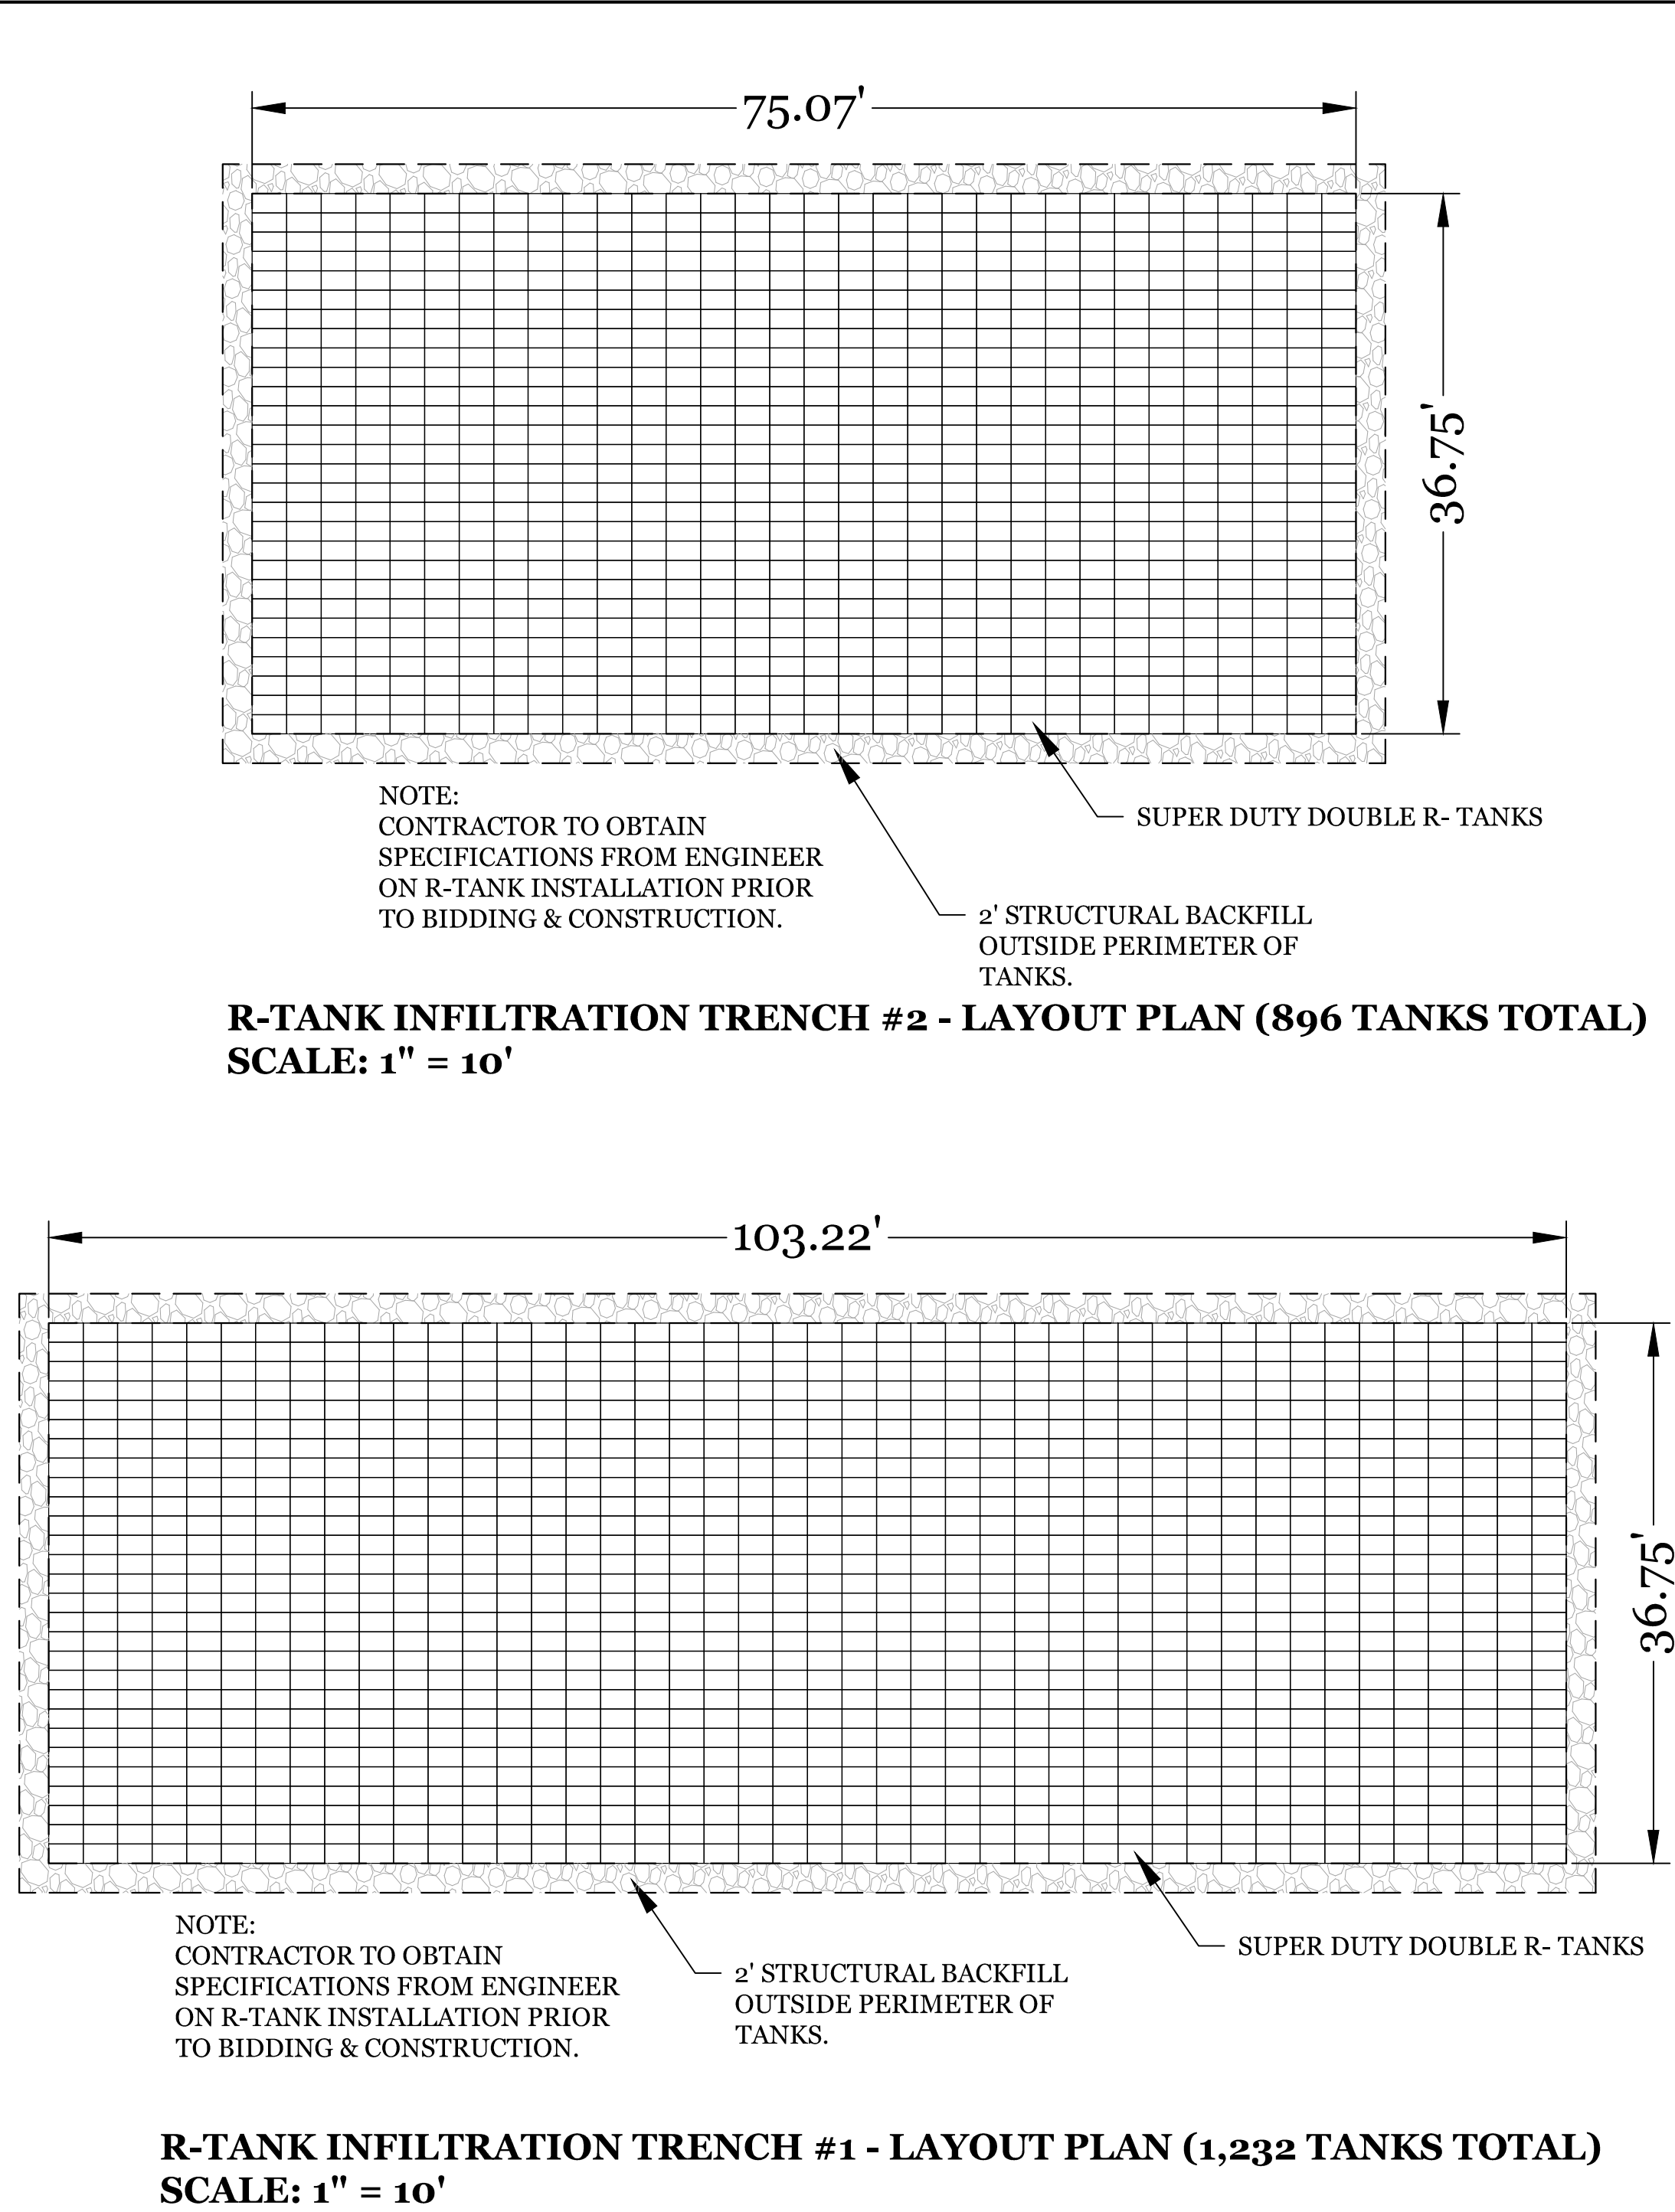 75.07'
36.75'
NOTE:
CONTRACTOR TO OBTAIN
SPECIFICATIONS FROM ENGINEER
ON R-TANK INSTALLATION PRIOR
TO BIDDING & CONSTRUCTION.
SUPER DUTY DOUBLE R- TANKS
2' STRUCTURAL BACKFILL
OUTSIDE PERIMETER OF
TANKS.
R-TANK INFILTRATION TRENCH #2 - LAYOUT PLAN (896 TANKS TOTAL)
SCALE: 1" = 10'
103.22'
36.75'
NOTE:
CONTRACTOR TO OBTAIN
SPECIFICATIONS FROM ENGINEER
ON R-TANK INSTALLATION PRIOR
TO BIDDING & CONSTRUCTION.
2' STRUCTURAL BACKFILL
OUTSIDE PERIMETER OF
TANKS.
SUPER DUTY DOUBLE R- TANKS
R-TANK INFILTRATION TRENCH #1 - LAYOUT PLAN (1,232 TANKS TOTAL)
SCALE: 1" = 10'